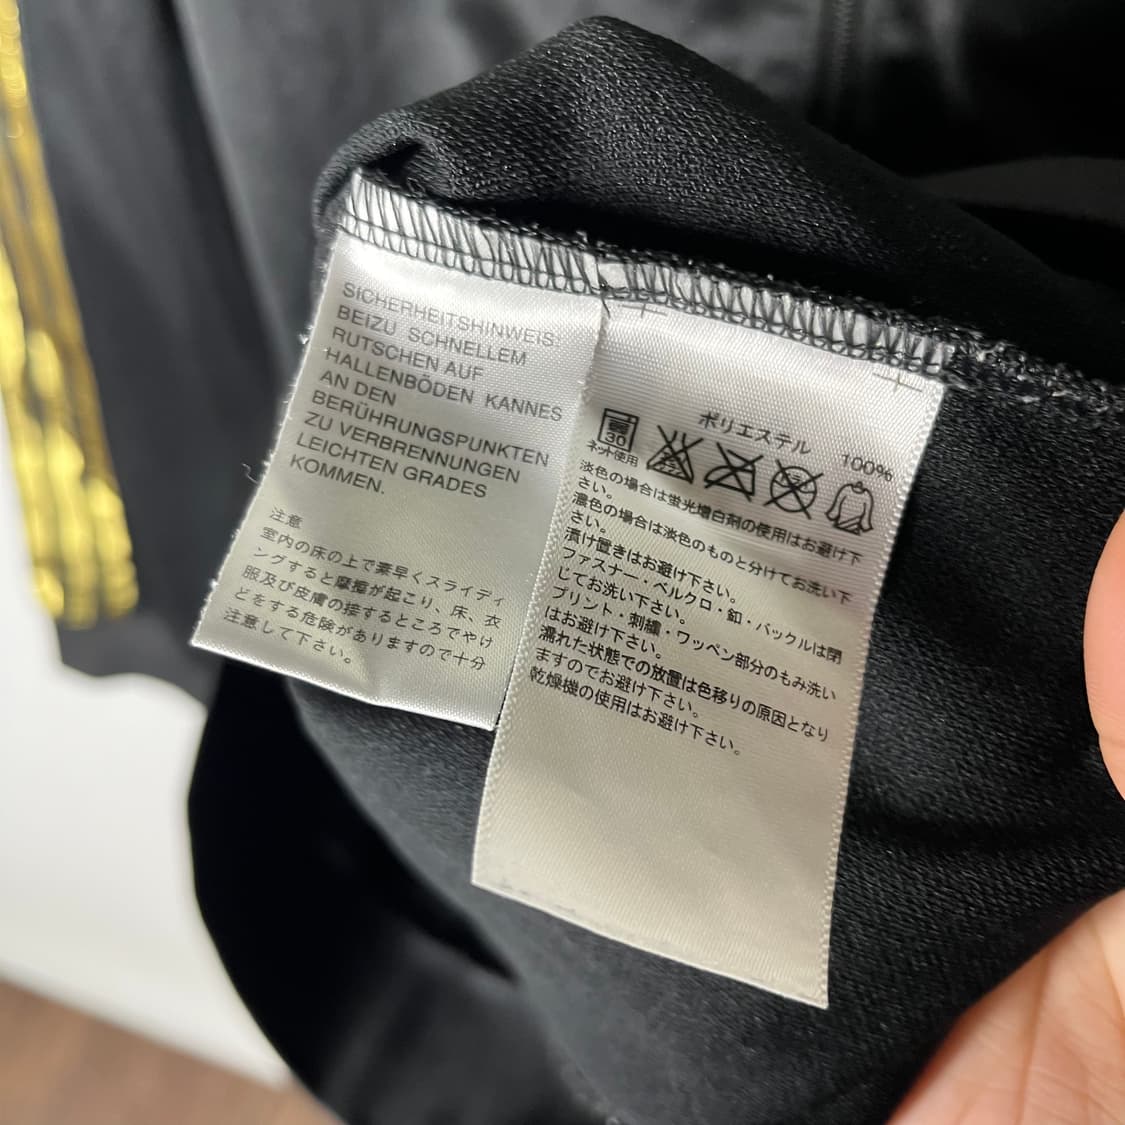 SICHERHEITSHINWEIS:
BEIZU SCHNELLEM
RUTSCHEN AUF
HALLENBÖDEN KANNES
AN DEN
BERÜHRUNGSPUNKTEN
ZU VERBRENNUNGEN
LEICHTEN GRADES
KOMMEN.
注意
室内の床の上で素早くスライディ
ングすると摩擦が起こり、床、衣
服及び皮膚の接するところでやけ
どをする危険がありますので十分
注意して下さい。
ポリエステル 100%
30
ネット使用
淡色の場合は蛍光増白剤の使用はお避け下
さい。
濃色の場合は淡色のものと分けてお洗い下
さい。
漬け置きはお避け下さい。
ファスナー・ベルクロ・釦・バックルは閉
じてお洗い下さい。
プリント・刺繍・ワッペン部分のもみ洗い
はお避け下さい。
濡れた状態での放置は色移りの原因となり
ますのでお避け下さい。
乾燥機の使用はお避け下さい。